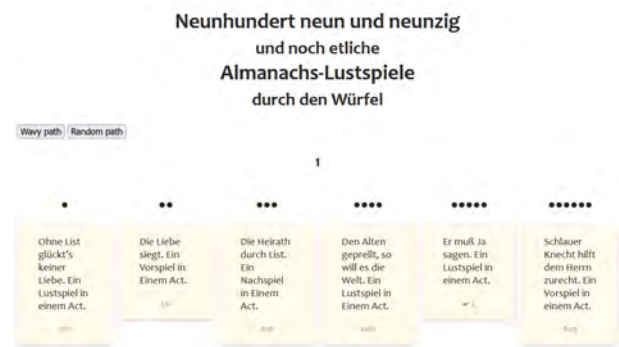 Neunhundert neun und neunzig
und noch etliche
Almanachs-Lustspiele
durch den Würfel
Wavy path Random path
1
Ohne List
glückt's
keiner
Liebe. Ein
Lustspiel in
einem Act.
Die Liebe
siegt. Ein
Vorspiel in
Einem Act.
Die Heirath
durch List.
Ein
Nachspiel
in Einem
Act.
Den Alten
geprellt, so
will es die
Welt. Ein
Lustspiel in
Einem Act.
Er muß Ja
sagen. Ein
Lustspiel in
einem Act.
Schlauer
Knecht hilft
dem Herrn
zurecht. Ein
Vorspiel in
einem Act.